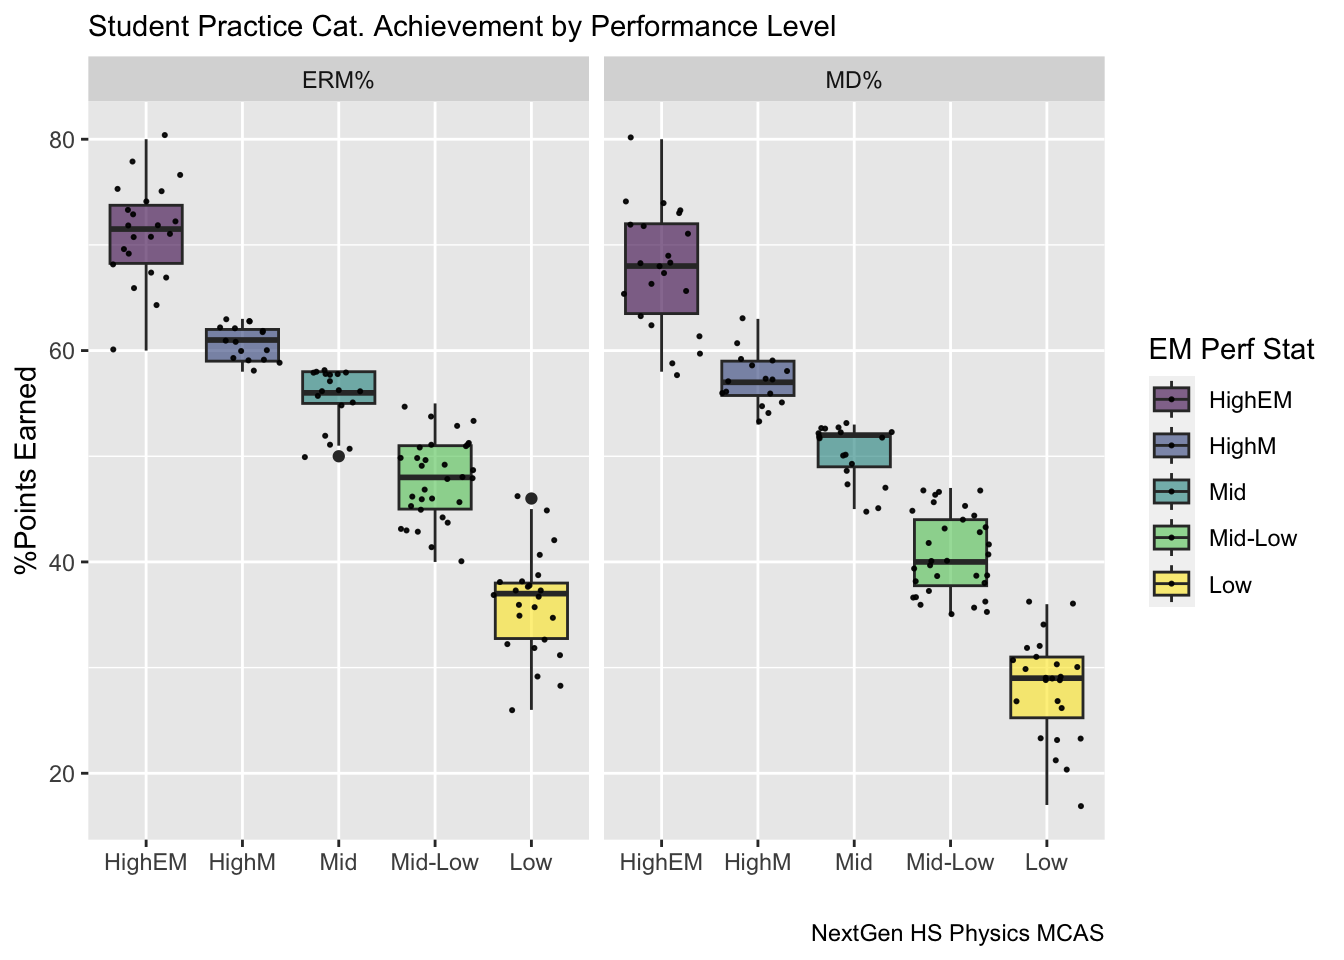 Student Practice Cat. Achievement by Performance Level
ERM%
MD%
%Points Earned
80
60
40
20
HighEM
HighM
Mid
Mid-Low
Low
HighEM
HighM
Mid
Mid-Low
Low
EM Perf Stat
HighEM
HighM
Mid
Mid-Low
Low
NextGen HS Physics MCAS